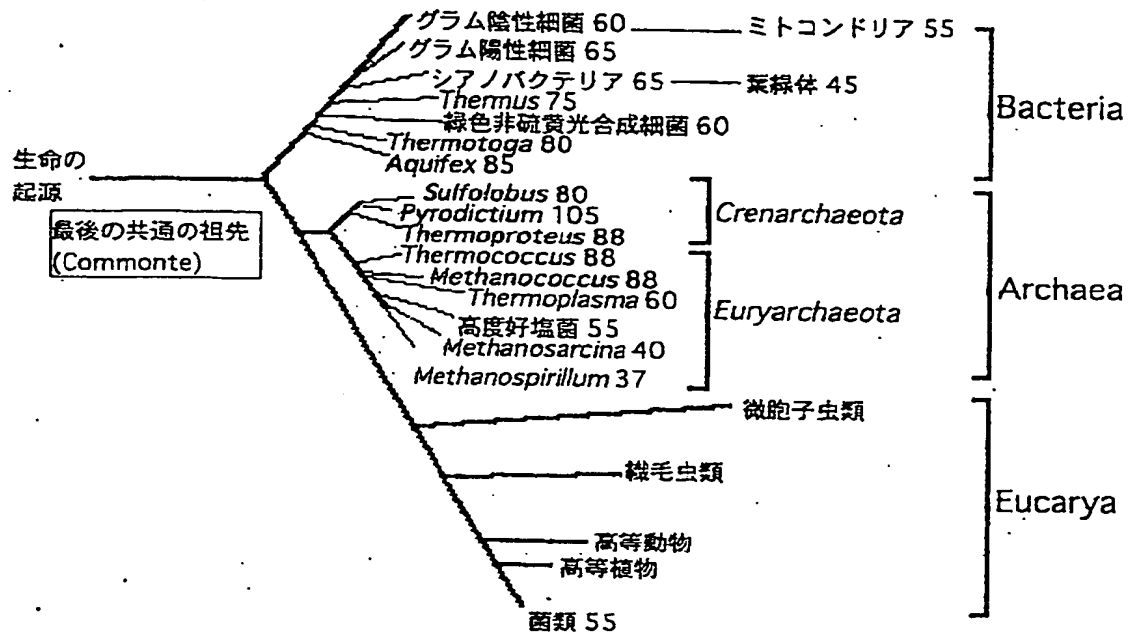 グラム陰性細菌 60
ミトコンドリア 55
グラム陽性細菌 65
シアノバクテリア 65
葉緑体 45
Thermus 75
緑色非硫黄光合成細菌 60
Thermotoga 80
Aquifex 85
Bacteria
生命の
起源
最後の共通の祖先
(Commonte)
Sulfolobus 80
Pyrodictium 105
Thermoproteus 88
Crenarchaeota
Thermococcus 88
Methanococcus 88
Thermoplasma 60
高度好塩菌 55
Methanosarcina 40
Methanospirillum 37
Euryarchaeota
Archaea
微胞子虫類
繊毛虫類
高等動物
高等植物
菌類 55
Eucarya